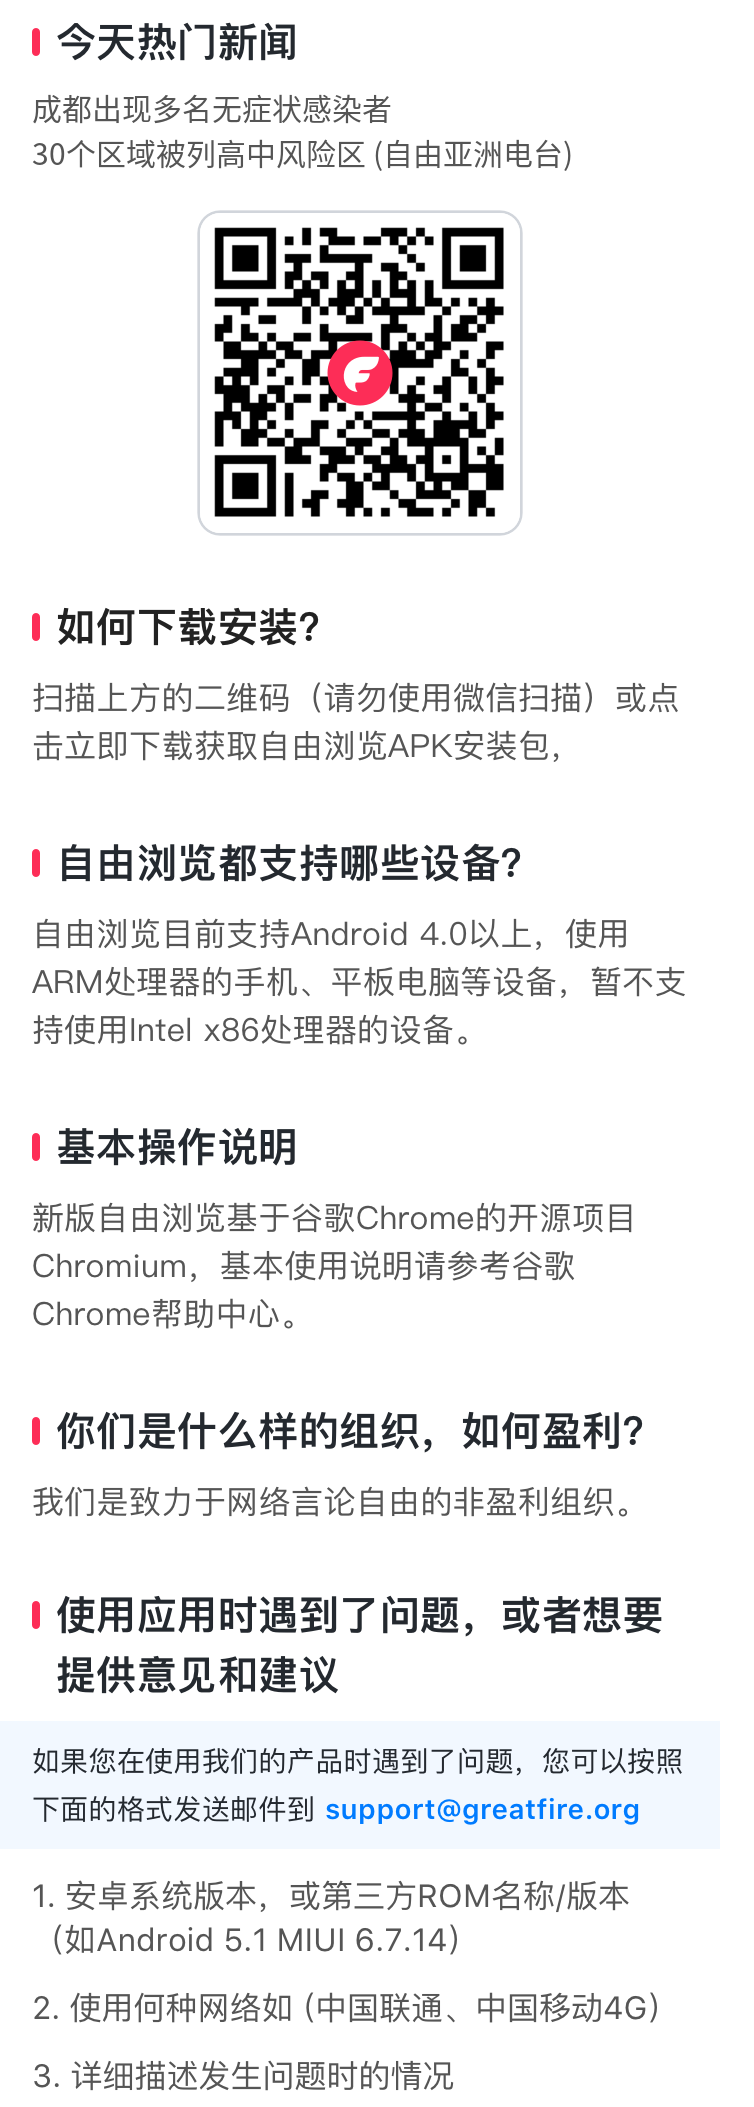 今天热门新闻
成都出现多名无症状感染者
30个区域被列高中风险区 (自由亚洲电台)
如何下载安装?
扫描上方的二维码（请勿使用微信扫描）或点
击立即下载获取自由浏览APK安装包，
自由浏览都支持哪些设备?
自由浏览目前支持Android 4.0以上，使用
ARM处理器的手机、平板电脑等设备，暂不支
持使用Intel x86处理器的设备。
基本操作说明
新版自由浏览基于谷歌Chrome的开源项目
Chromium，基本使用说明请参考谷歌
Chrome帮助中心。
你们是什么样的组织，如何盈利?
我们是致力于网络言论自由的非盈利组织。
使用应用时遇到了问题，或者想要
提供意见和建议
如果您在使用我们的产品时遇到了问题，您可以按照
下面的格式发送邮件到 support@greatfire.org
1. 安卓系统版本，或第三方ROM名称/版本
（如Android 5.1 MIUI 6.7.14）
2. 使用何种网络如 (中国联通、中国移动4G）
3. 详细描述发生问题时的情况